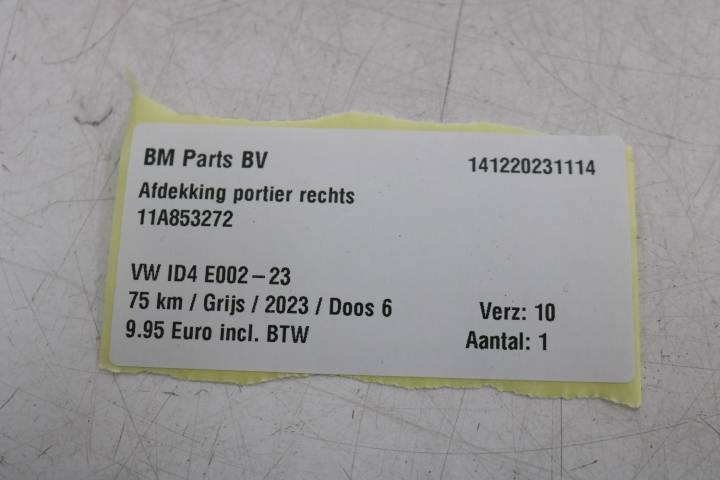 BM Parts BV 141220231114
Afdekking portier rechts
11A853272
VW ID4 E002-23
75 km / Grijs / 2023 / Doos 6 Verz: 10
9.95 Euro incl. BTW Aantal: 1